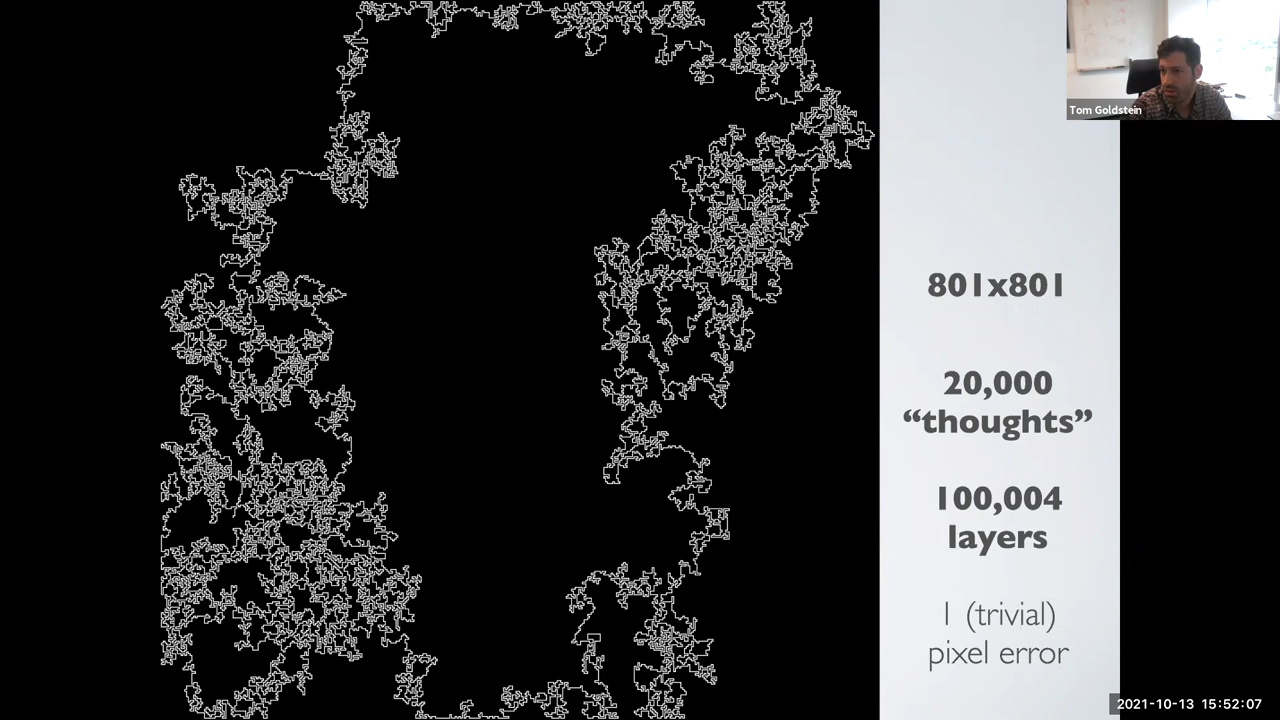 Tom Goldstein
801x801
20,000
“thoughts”
100,004
layers
1 (trivial)
pixel error
2021-10-13 15:52:07